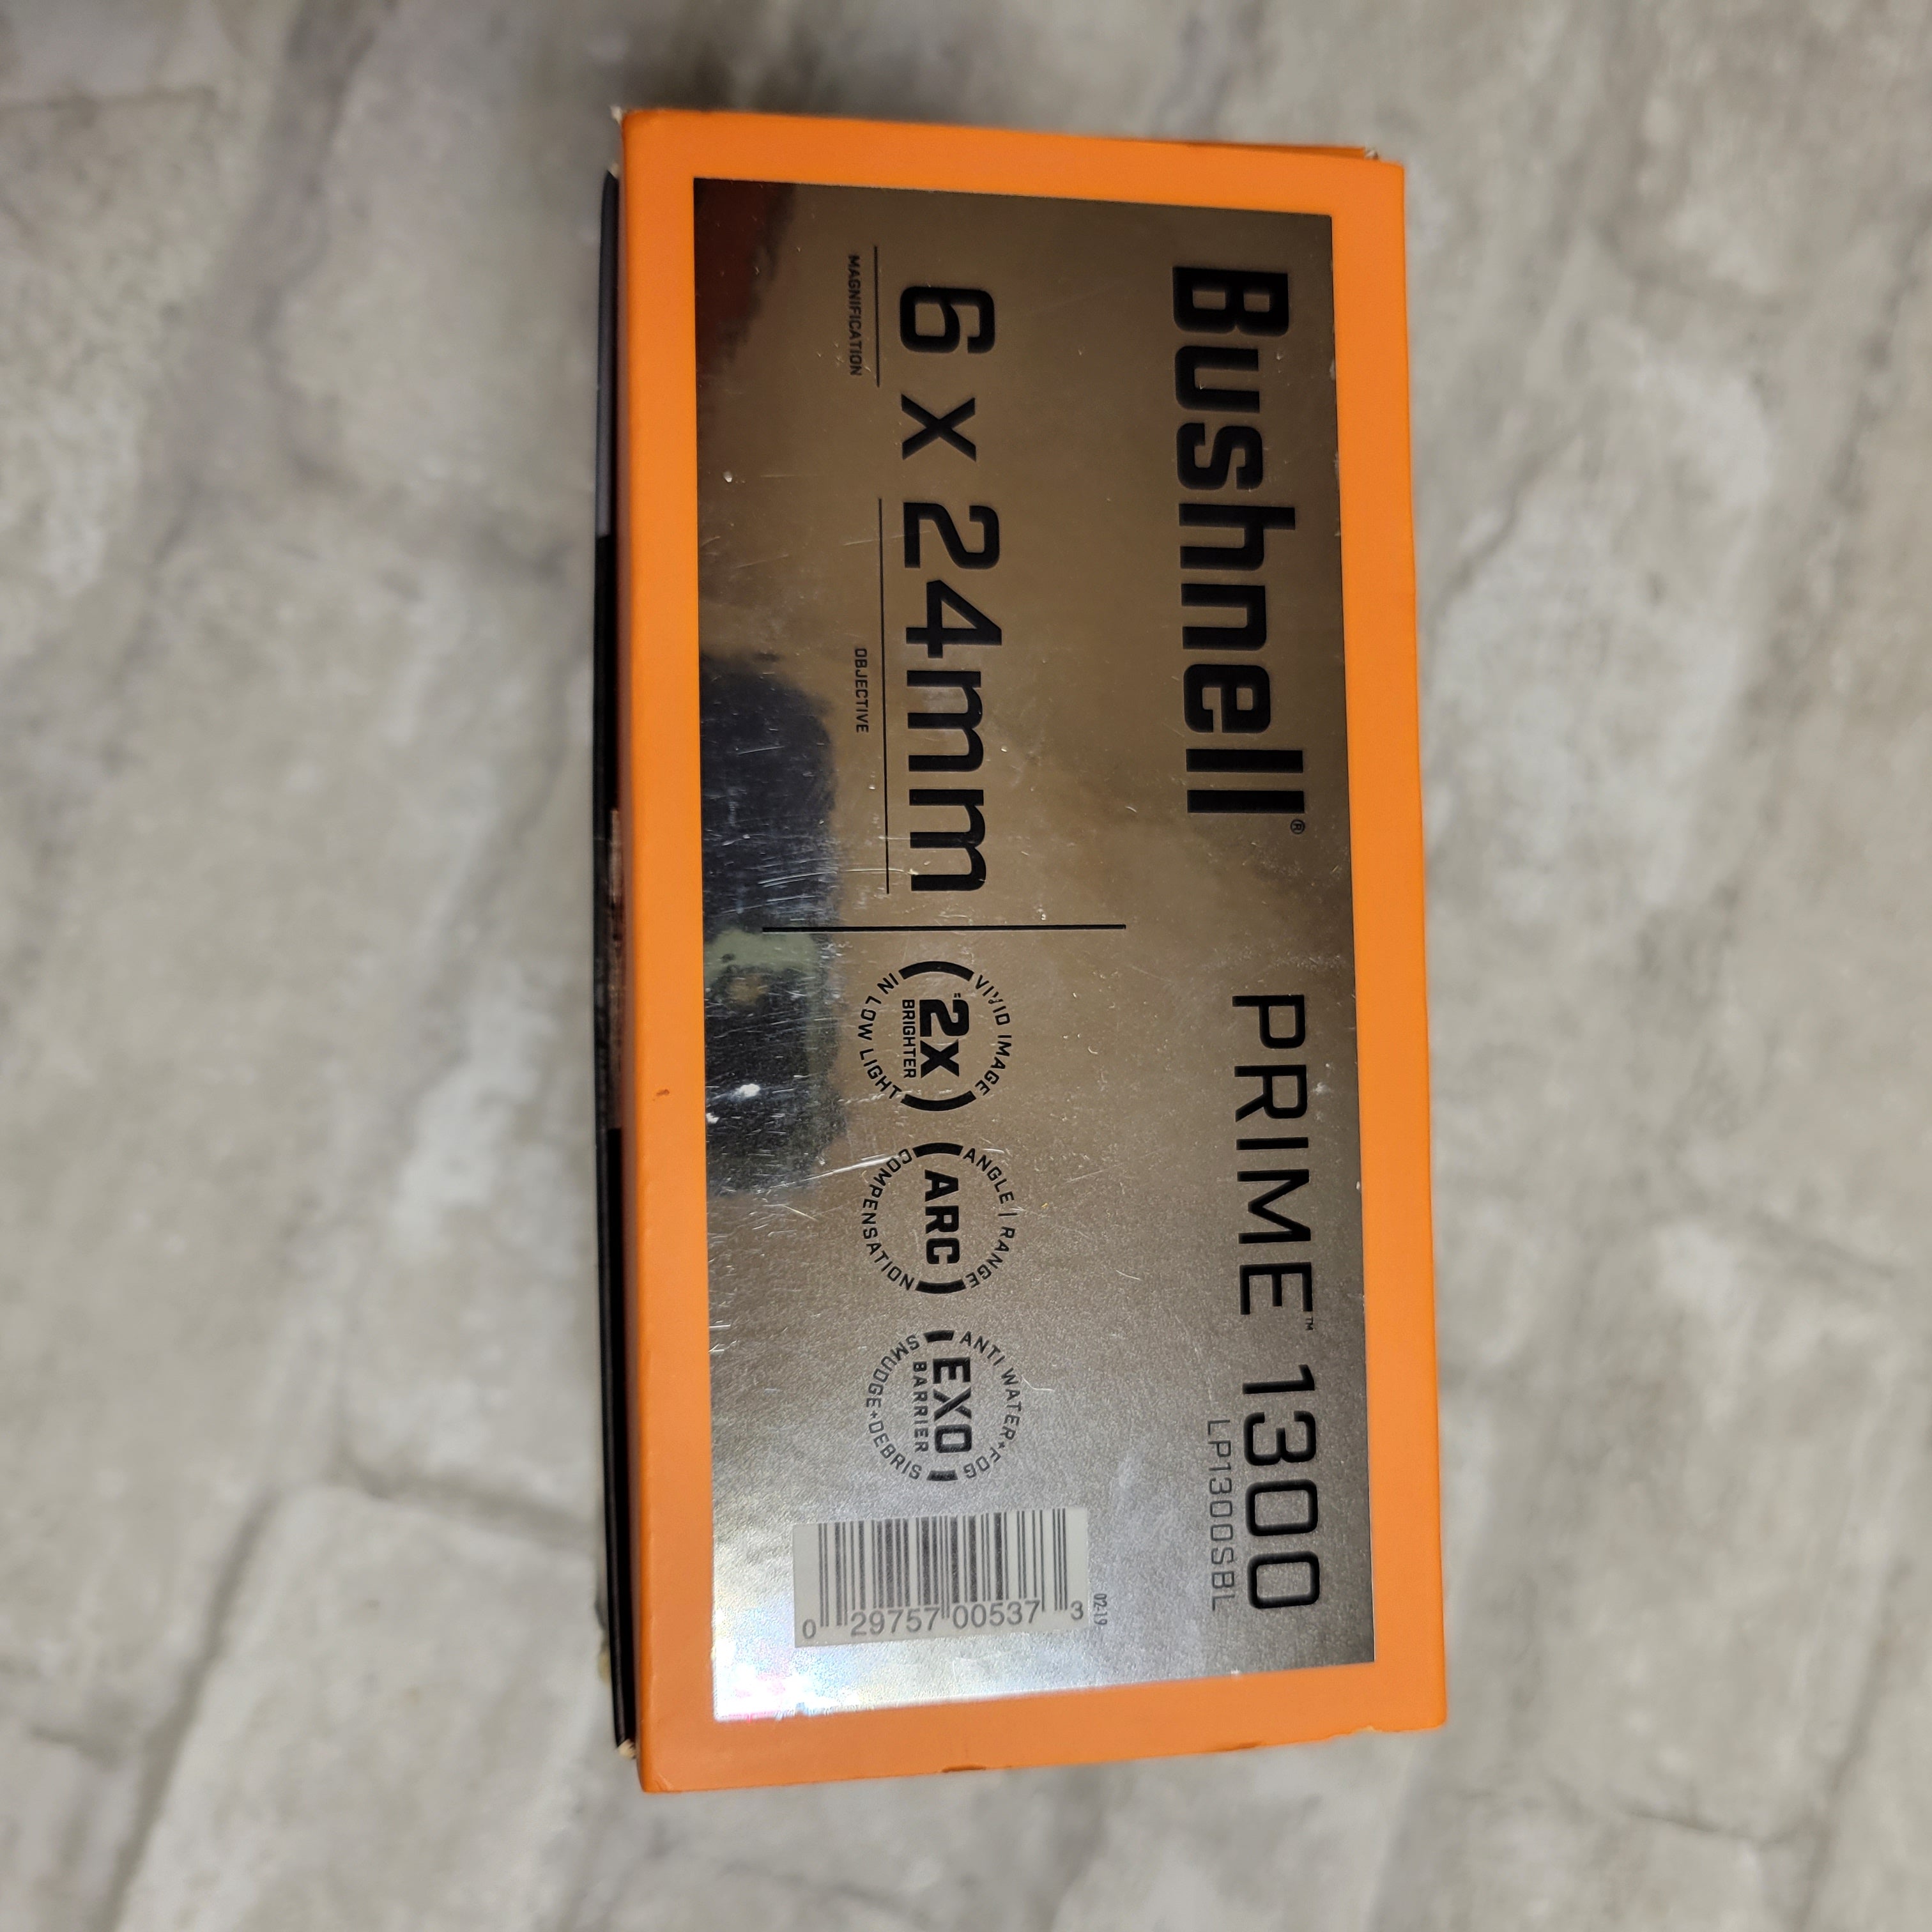 Bushnell®
PRIME™ 1300
LP1300SBL
6 x 24mm
MAGNIFICATION
OBJECTIVE
VIVID IMAGE
2x
BRIGHTER
IN LOW LIGHT
ANGLE | RANGE
ARC
COMPENSATION
ANTI WATER+FOG
EXO
BARRIER
SMUDGE+DEBRIS
02-19
0 29757 00537 3